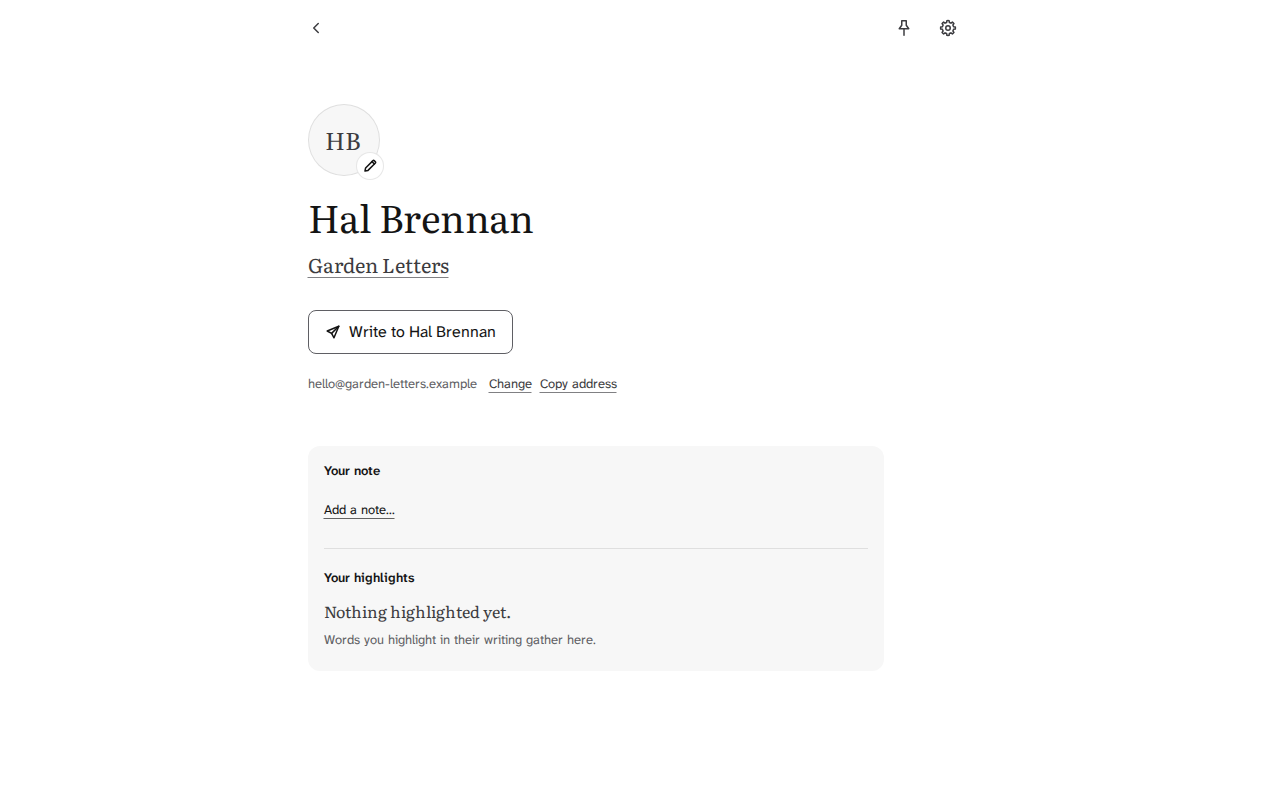 HB
Hal Brennan
Garden Letters
Write to Hal Brennan
hello@garden-letters.example Change Copy address
Your note
Add a note...
Your highlights
Nothing highlighted yet.
Words you highlight in their writing gather here.